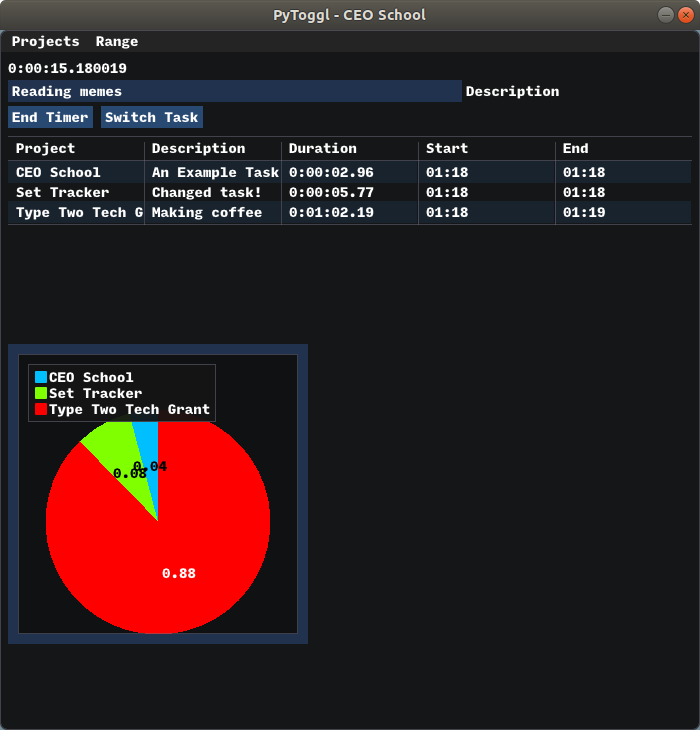 PyToggl - CEO School
Projects Range
0:00:15.180019
Reading memes Description
End Timer Switch Task
Project Description Duration Start End
CEO School An Example Task 0:00:02.96 01:18 01:18
Set Tracker Changed task! 0:00:05.77 01:18 01:18
Type Two Tech G Making coffee 0:01:02.19 01:18 01:19
CEO School
Set Tracker
Type Two Tech Grant
0.04
0.08
0.88